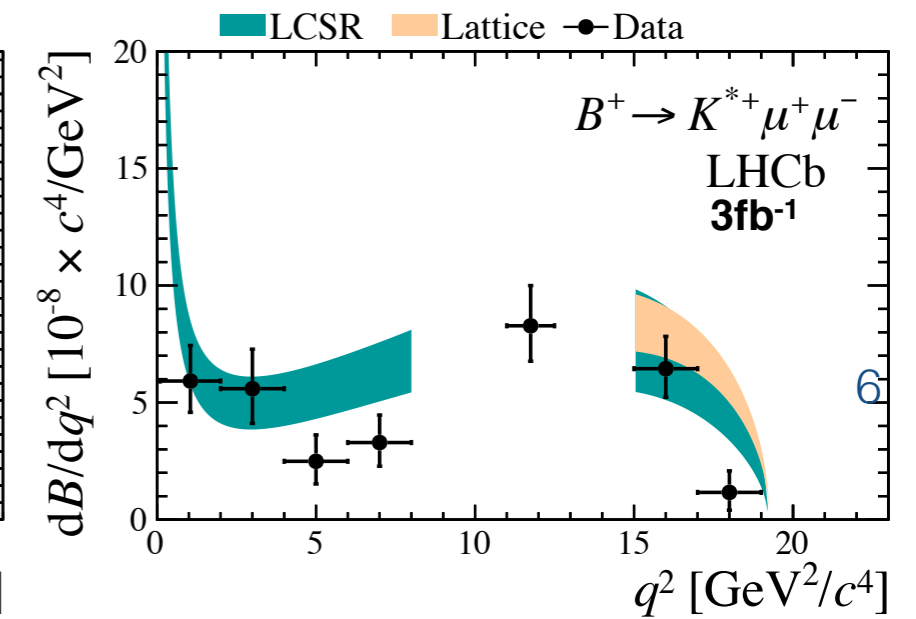 LCSR Lattice Data
dB/dq² [10⁻⁸ × c⁴/GeV²]
20
15
10
5
0
B⁺ → K*⁺μ⁺μ⁻
LHCb
3fb⁻¹
6
0 5 10 15 20
q² [GeV²/c⁴]
]